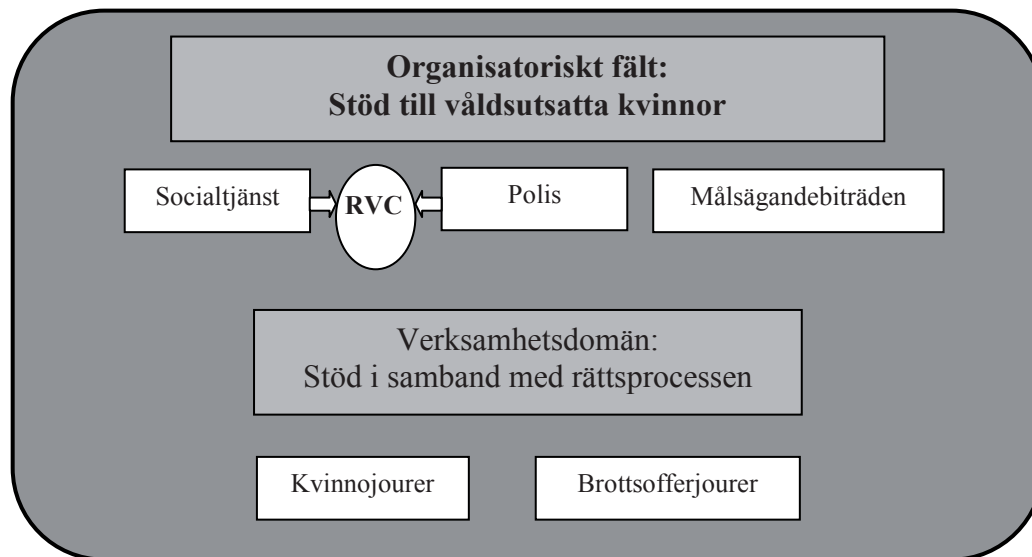 Organisatoriskt fält:
Stöd till våldsutsatta kvinnor
Socialtjänst
RVC
Polis
Målsägandebiträden
Verksamhetsdomän:
Stöd i samband med rättsprocessen
Kvinnojourer
Brottsofferjourer